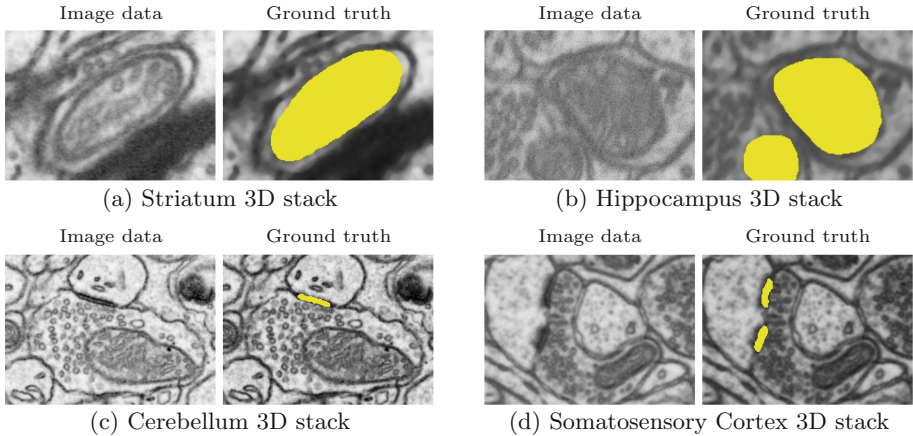 Image data Ground truth Image data Ground truth
(a) Striatum 3D stack (b) Hippocampus 3D stack
Image data Ground truth Image data Ground truth
(c) Cerebellum 3D stack (d) Somatosensory Cortex 3D stack